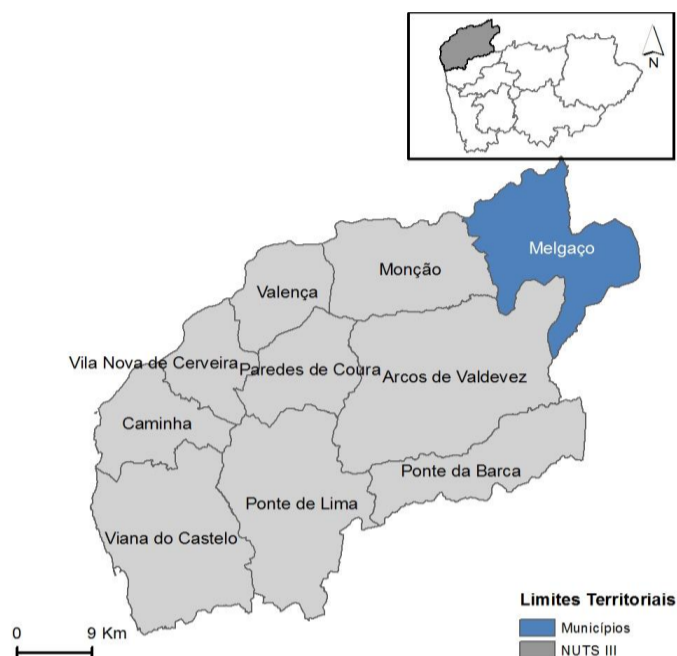 N
Melgaço
Monção
Valença
Vila Nova de Cerveira
Paredes de Coura
Arcos de Valdevez
Caminha
Ponte da Barca
Ponte de Lima
Viana do Castelo
Limites Territoriais
0 9 Km
Municípios
NUTS III